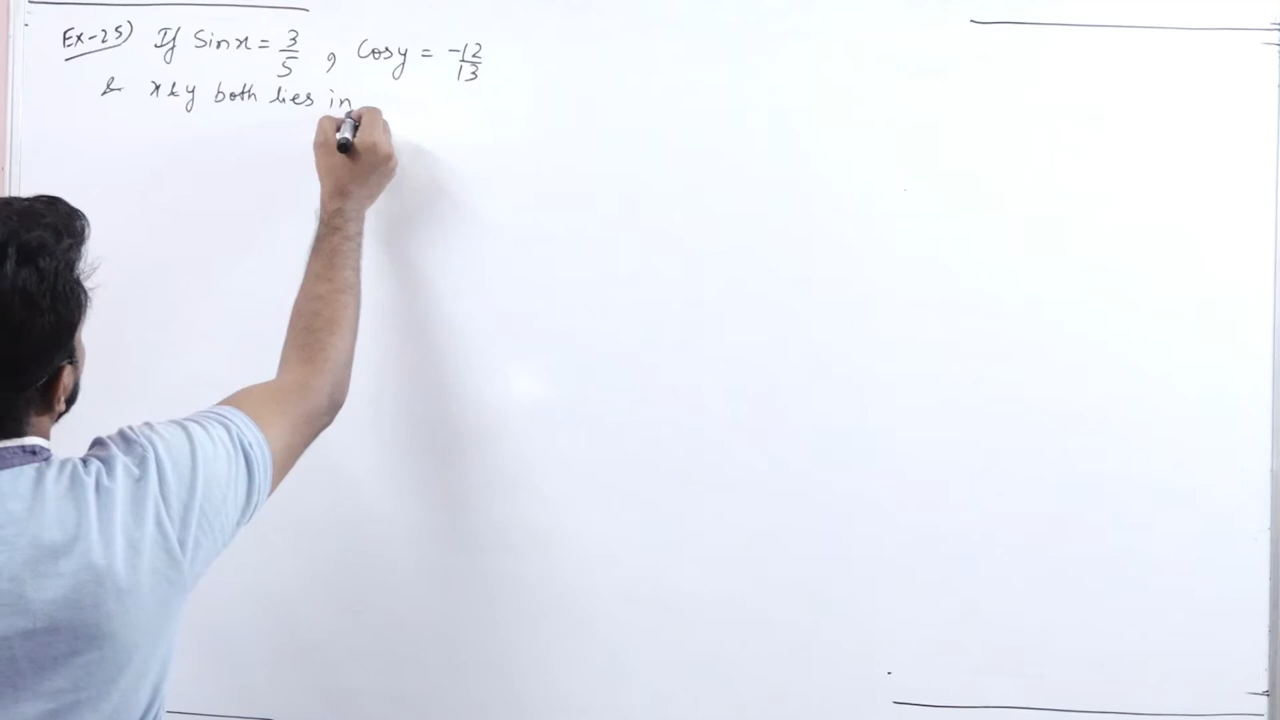 Ex-25) If Sinx = 3/5 , Cosy = -12/13
& x & y both lies in